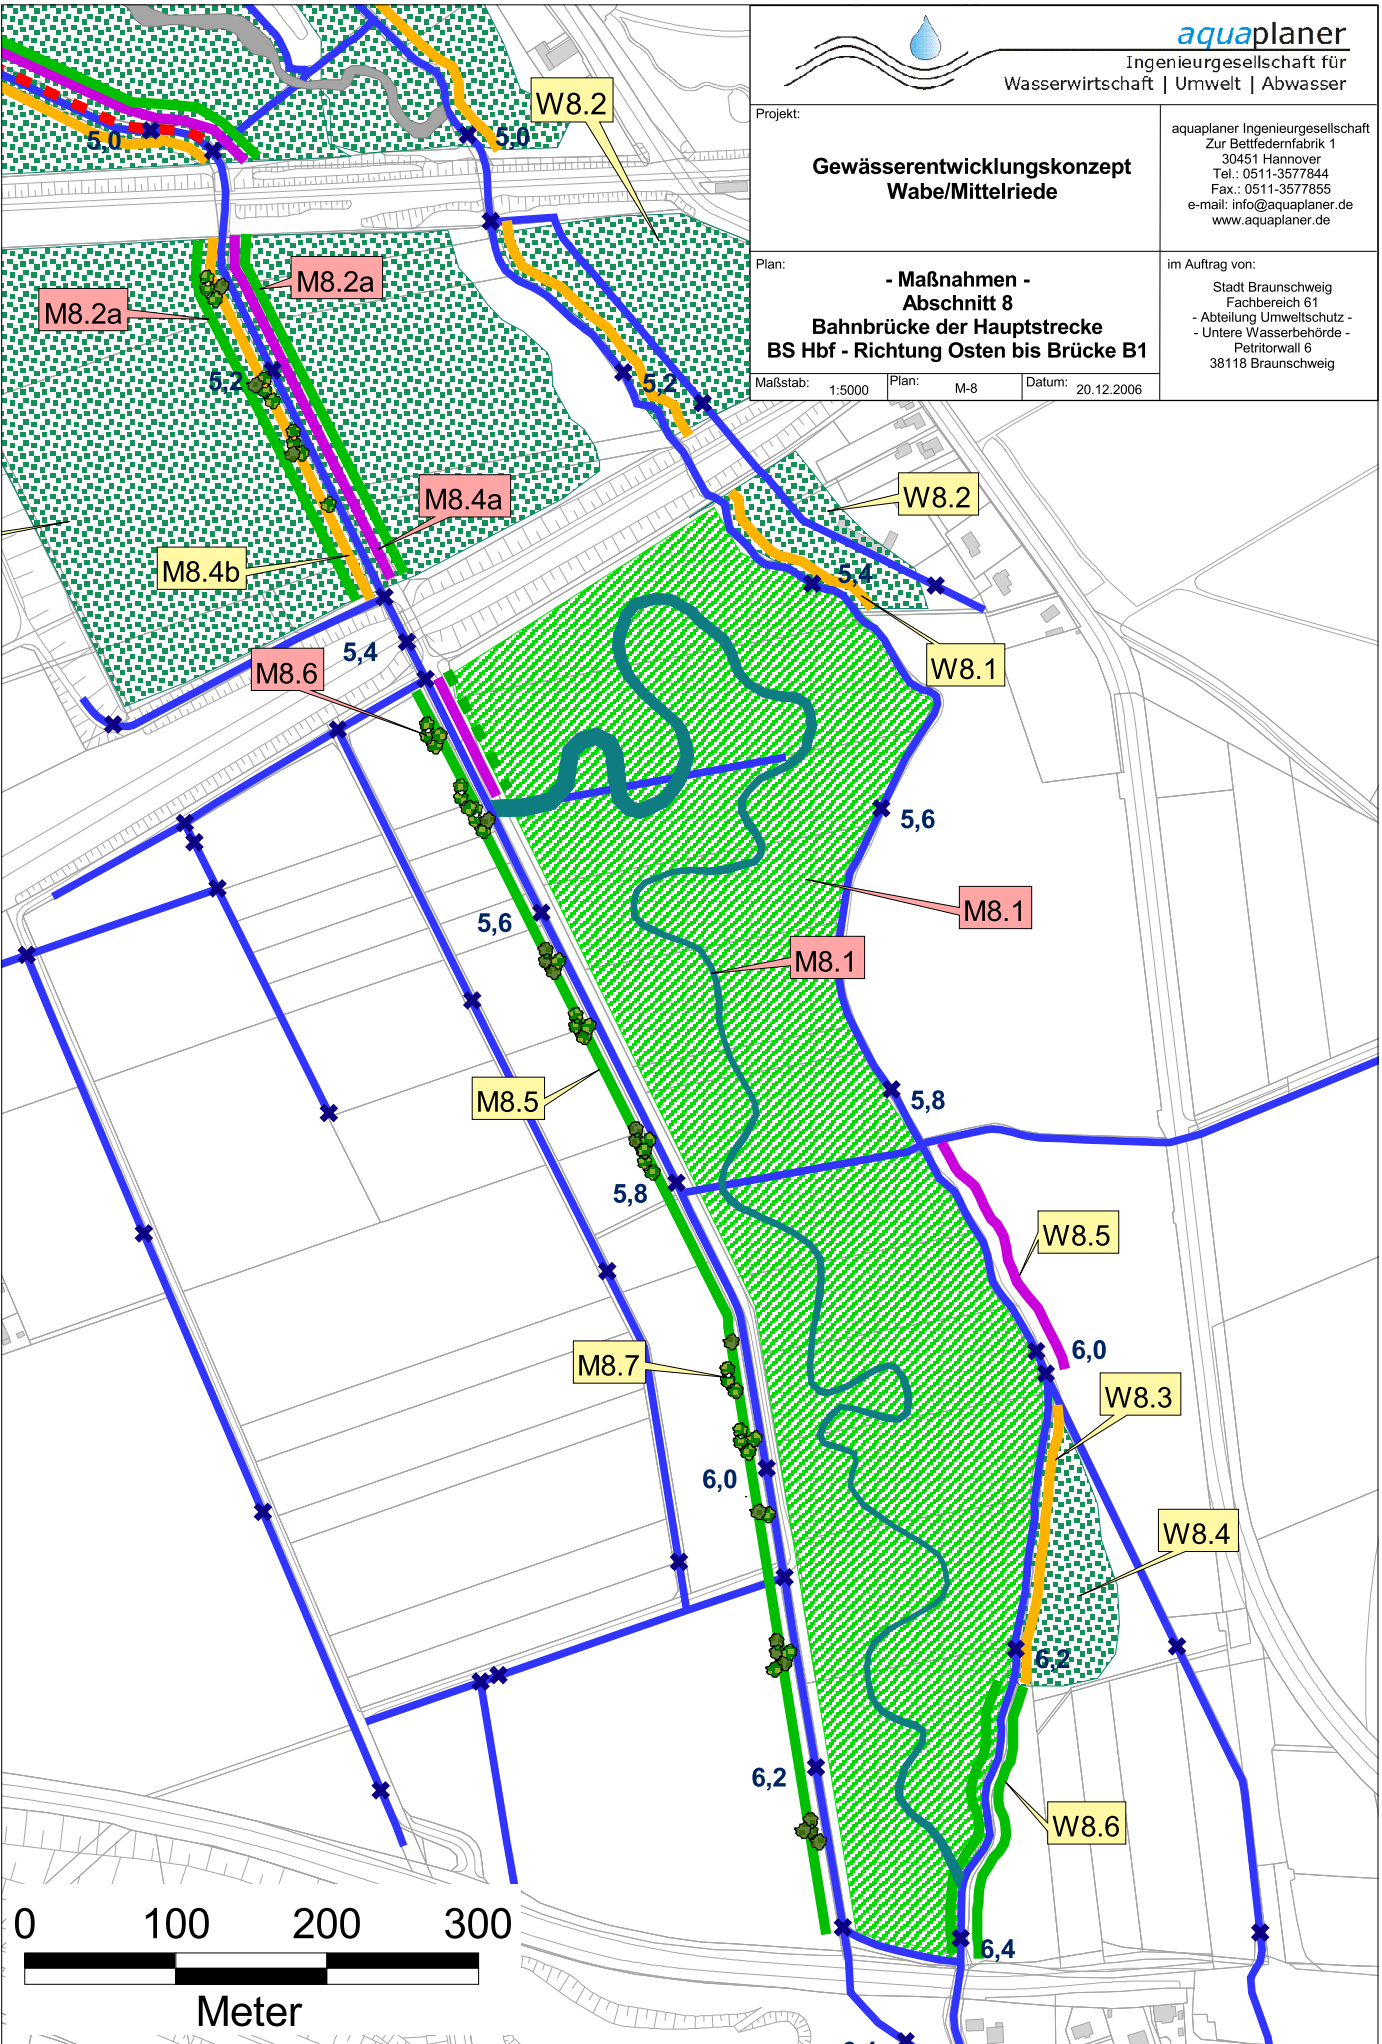 aquaplaner
Ingenieurgesellschaft für
Wasserwirtschaft | Umwelt | Abwasser
Projekt:
Gewässerentwicklungskonzept
Wabe/Mittelriede
aquaplaner Ingenieurgesellschaft
Zur Bettfedernfabrik 1
30451 Hannover
Tel.: 0511-3577844
Fax.: 0511-3577855
e-mail: info@aquaplaner.de
www.aquaplaner.de
Plan:
- Maßnahmen -
Abschnitt 8
Bahnbrücke der Hauptstrecke
BS Hbf - Richtung Osten bis Brücke B1
im Auftrag von:
Stadt Braunschweig
Fachbereich 61
- Abteilung Umweltschutz -
- Untere Wasserbehörde -
Petritorwall 6
38118 Braunschweig
Maßstab: 1:5000
Plan: M-8
Datum: 20.12.2006
W8.2
5,0
5,0
M8.2a
M8.2a
5,2
5,2
M8.4a
W8.2
M8.4b
5,4
5,4
M8.6
W8.1
5,6
M8.1
5,6
M8.1
M8.5
5,8
5,8
W8.5
M8.7
6,0
W8.3
6,0
W8.4
6,2
6,2
W8.6
6,4
0 100 200 300
Meter